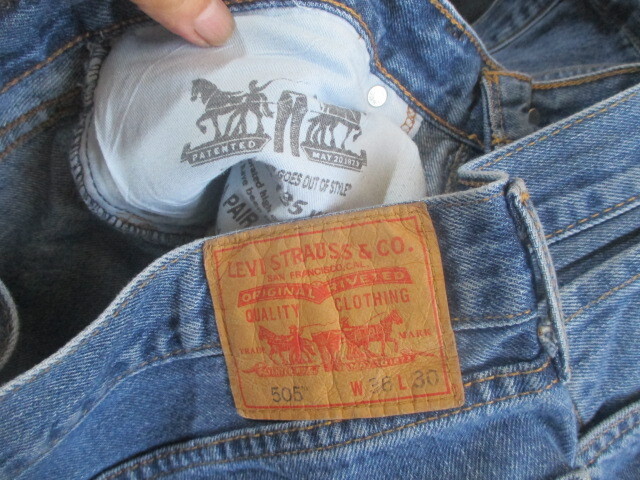 PATENTED MAY 20 1873
GOES OUT OF STYLE"
PAIR
LEVI STRAUSS & CO.
SAN FRANCISCO, CAL.
ORIGINAL RIVETED
QUALITY CLOTHING
TRADE MARK
505™ W 36 L 30